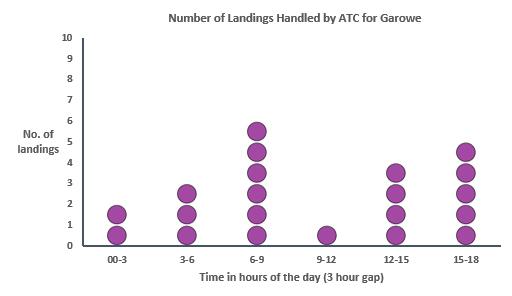 Number of Landings Handled by ATC for Garowe
10
9
8
7
6
5
4
3
2
1
0
No. of
landings
00-3 3-6 6-9 9-12 12-15 15-18
Time in hours of the day (3 hour gap)